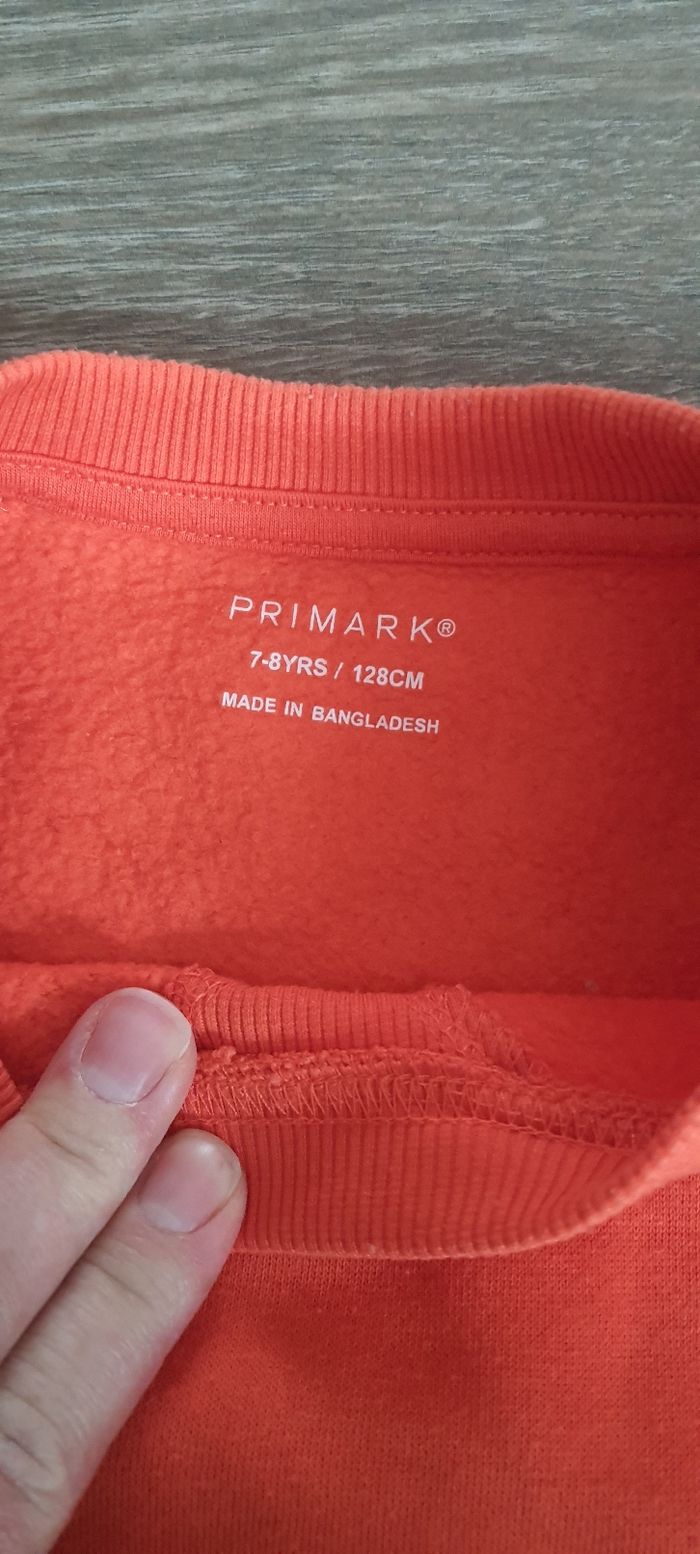 PRIMARK®
7-8YRS / 128CM
MADE IN BANGLADESH